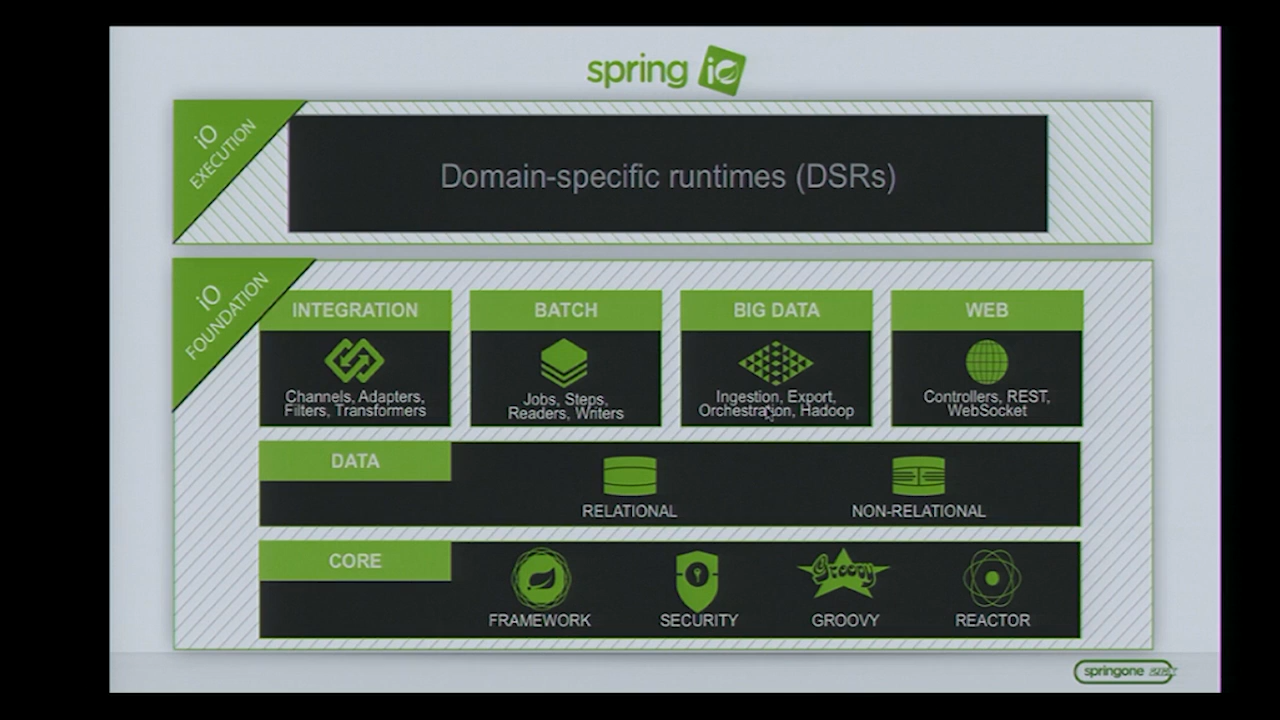 spring iO
iO
EXECUTION
Domain-specific runtimes (DSRs)
iO
FOUNDATION
INTEGRATION
Channels, Adapters,
Filters, Transformers
BATCH
Jobs, Steps,
Readers, Writers
BIG DATA
Ingestion, Export,
Orchestration, Hadoop
WEB
Controllers, REST,
WebSocket
DATA
RELATIONAL
NON-RELATIONAL
CORE
FRAMEWORK
SECURITY
Groovy
GROOVY
REACTOR
springone